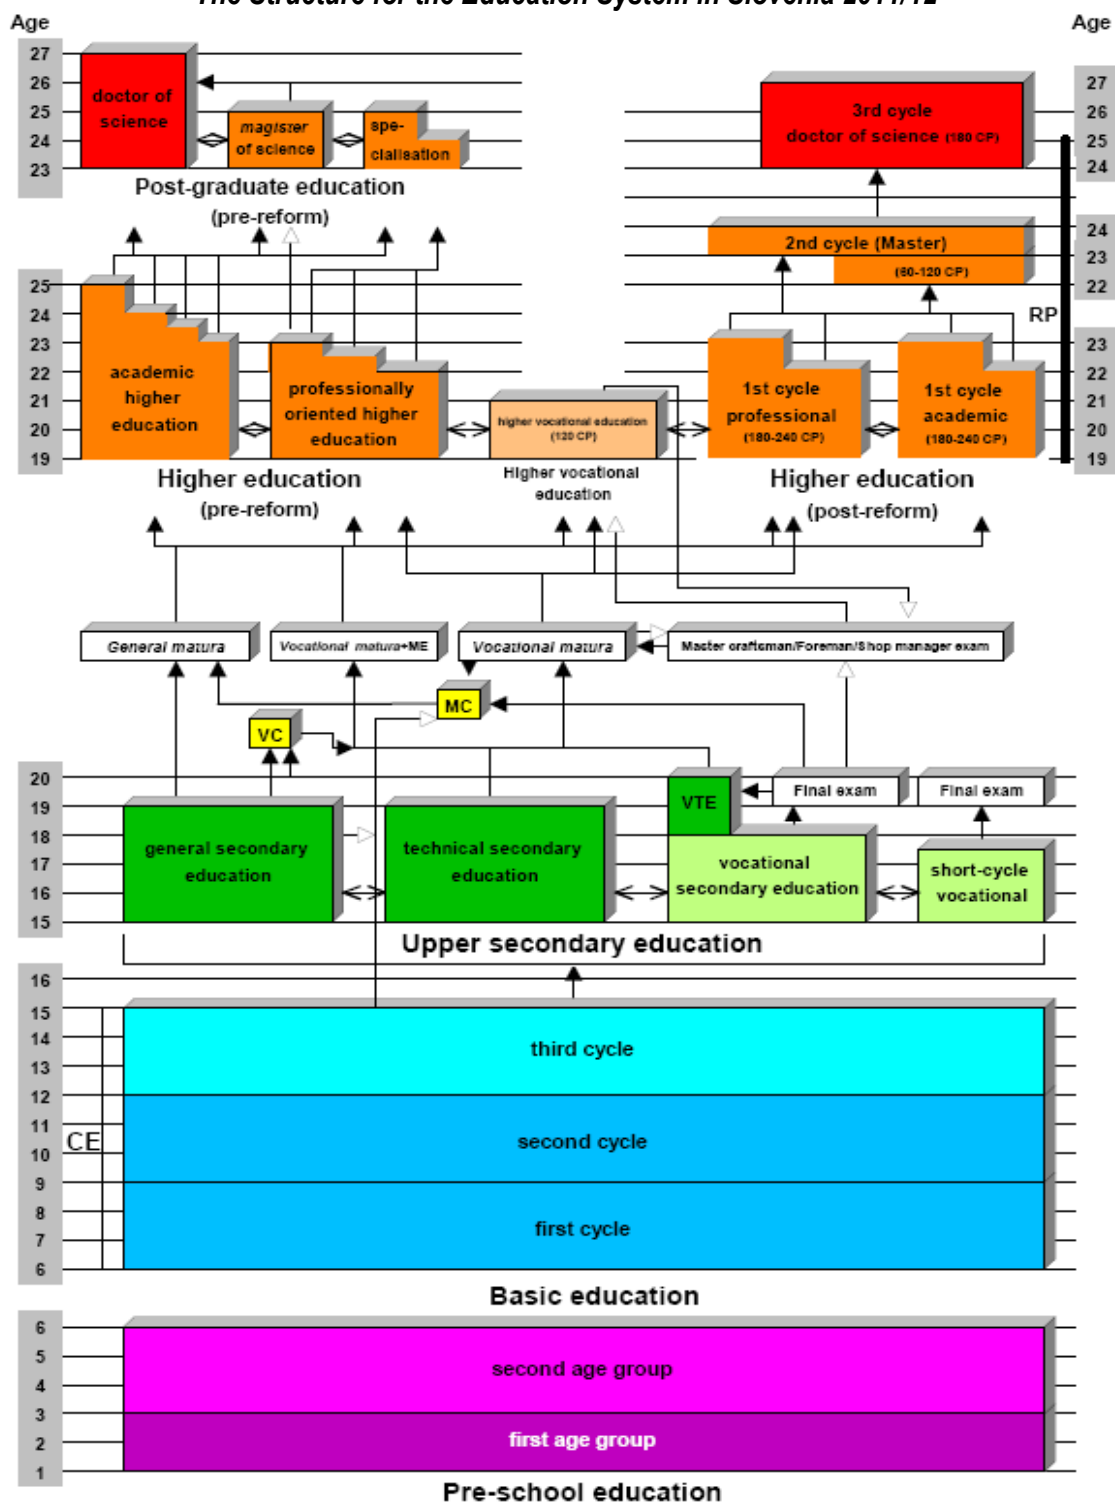 The Structure for the Education System in Slovenia 2011/12
Age
Age
27
26
25
24
23
doctor of
science
magister
of science
spe-
cialisation
Post-graduate education
(pre-reform)
27
26
25
24
3rd cycle
doctor of science (180 CP)
24
23
22
2nd cycle (Master)
(60-120 CP)
RP
25
24
23
22
21
20
19
academic
higher
education
professionally
oriented higher
education
higher vocational education
(120 CP)
1st cycle
professional
(180-240 CP)
1st cycle
academic
(180-240 CP)
23
22
21
20
19
Higher education
(pre-reform)
Higher vocational
education
Higher education
(post-reform)
General matura
Vocational matura+ME
Vocational matura
Master craftsman/Foreman/Shop manager exam
MC
VC
20
19
18
17
16
15
general secondary
education
technical secondary
education
VTE
Final exam
Final exam
vocational
secondary education
short-cycle
vocational
Upper secondary education
16
15
14
13
12
11
10
9
8
7
6
CE
third cycle
second cycle
first cycle
Basic education
6
5
4
3
2
1
second age group
first age group
Pre-school education